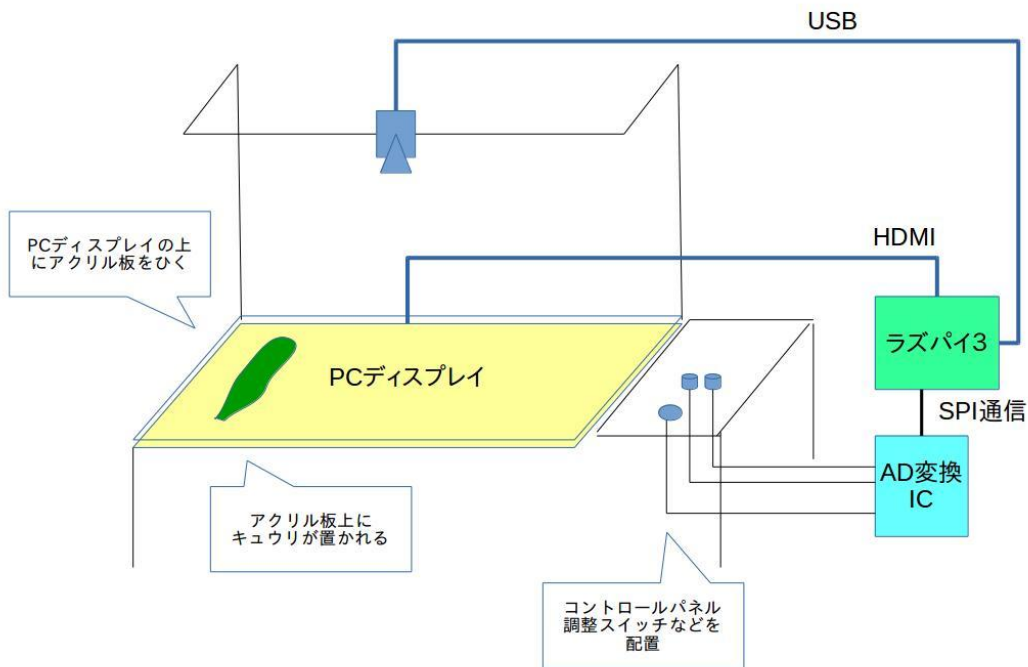 USB
PCディスプレイの上
にアクリル板をひく
HDMI
ラズパイ3
PCディスプレイ
SPI通信
AD変換
IC
アクリル板上に
キュウリが置かれる
コントロールパネル
調整スイッチなどを
配置